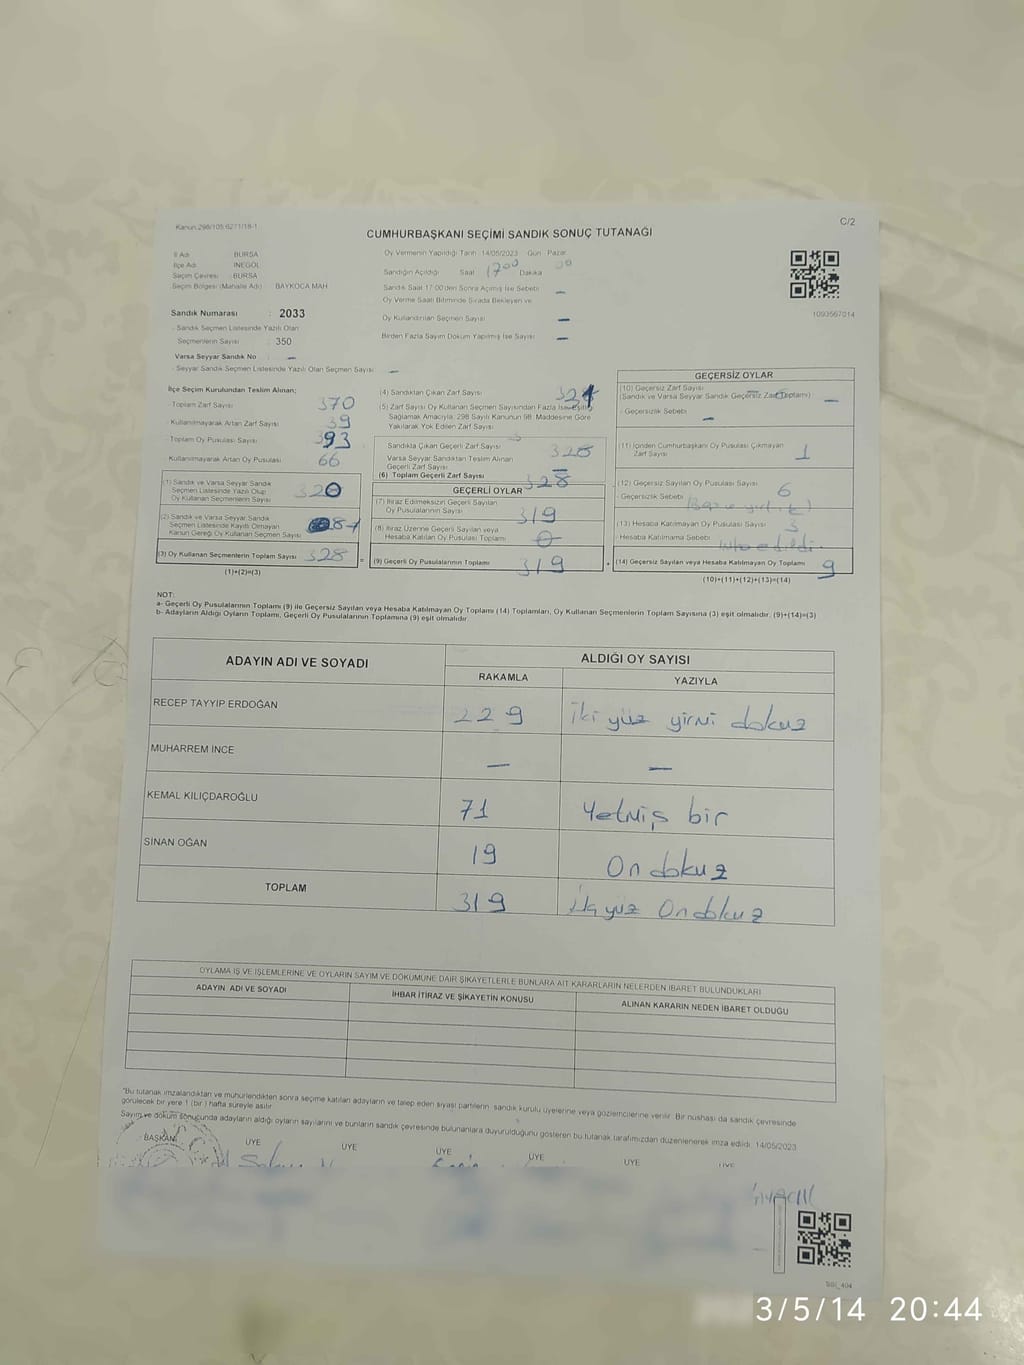 Kanun:298/105 6271/18-1
C/2
CUMHURBAŞKANI SEÇİMİ SANDIK SONUÇ TUTANAĞI
İl Adı BURSA
İlçe Adı İNEGÖL
Seçim Çevresi :BURSA
Seçim Bölgesi (Mahalle Adı) : BAYKOCA MAH
Oy Vermenin Yapıldığı Tarih :14/05/2023 Gün Pazar
Sandığın Açıldığı Saat 17:00 Dakika 00
Sandık Saat 17:00'den Sonra Açılmış İse Sebebi –
Oy Verme Saati Bitiminde Sırada Bekleyen ve
Oy Kullandırılan Seçmen Sayısı –
Birden Fazla Sayım Döküm Yapılmış İse Sayısı –
1093567014
Sandık Numarası : 2033
- Sandık Seçmen Listesinde Yazılı Olan
Seçmenlerin Sayısı : 350
Varsa Seyyar Sandık No : –
- Seyyar Sandık Seçmen Listesinde Yazılı Olan Seçmen Sayısı –
İlçe Seçim Kurulundan Teslim Alınan;
- Toplam Zarf Sayısı 370
- Kullanılmayarak Artan Zarf Sayısı 39
- Toplam Oy Pusulası Sayısı 393
- Kullanılmayarak Artan Oy Pusulası 66
(1) Sandık ve Varsa Seyyar Sandık
Seçmen Listesinde Yazılı Olup
Oy Kullanan Seçmenlerin Sayısı 320
(2) Sandık ve Varsa Seyyar Sandık
Seçmen Listesinde Kayıtlı Olmayan
Kanun Gereği Oy Kullanan Seçmen Sayısı
(3) Oy Kullanan Seçmenlerin Toplam Sayısı 328
(1)+(2)=(3)
(4) Sandıktan Çıkan Zarf Sayısı
(5) Zarf Sayısı Oy Kullanan Seçmen Sayısından Fazla İse Eşitliği
Sağlamak Amacıyla, 298 Sayılı Kanunun 98. Maddesine Göre
Yakılarak Yok Edilen Zarf Sayısı
Sandıkta Çıkan Geçerli Zarf Sayısı 328
Varsa Seyyar Sandıktan Teslim Alınan
Geçerli Zarf Sayısı –
(6) Toplam Geçerli Zarf Sayısı 328
GEÇERLİ OYLAR
(7) İtiraz Edilmeksizin Geçerli Sayılan
Oy Pusulalarının Sayısı 319
(8) İtiraz Üzerine Geçerli Sayılan veya
Hesaba Katılan Oy Pusulası Toplamı 0
(9) Geçerli Oy Pusulalarının Toplamı 319
GEÇERSİZ OYLAR
(10) Geçersiz Zarf Sayısı
(Sandık ve Varsa Seyyar Sandık Geçersiz Zarf Toplamı) –
- Geçersizlik Sebebi –
(11) İçinden Cumhurbaşkanı Oy Pusulası Çıkmayan
Zarf Sayısı 1
(12) Geçersiz Sayılan Oy Pusulası Sayısı 6
- Geçersizlik Sebebi
(13) Hesaba Katılmayan Oy Pusulası Sayısı 3
- Hesaba Katılmama Sebebi
(14) Geçersiz Sayılan veya Hesaba Katılmayan Oy Toplamı 9
(10)+(11)+(12)+(13)=(14)
NOT:
a- Geçerli Oy Pusulalarının Toplamı (9) ile Geçersiz Sayılan veya Hesaba Katılmayan Oy Toplamı (14) Toplamları, Oy Kullanan Seçmenlerin Toplam Sayısına (3) eşit olmalıdır. (9)+(14)=(3)
b- Adayların Aldığı Oyların Toplamı, Geçerli Oy Pusulalarının Toplamına (9) eşit olmalıdır
ADAYIN ADI VE SOYADI ALDIĞI OY SAYISI
RAKAMLA YAZIYLA
RECEP TAYYİP ERDOĞAN 229 iki yüz yirmi dokuz
MUHARREM İNCE – –
KEMAL KILIÇDAROĞLU 71 Yetmiş bir
SİNAN OĞAN 19 On dokuz
TOPLAM 319 yüz On dokuz
OYLAMA İŞ VE İŞLEMLERİNE VE OYLARIN SAYIM VE DÖKÜMÜNE DAİR ŞİKAYETLERLE BUNLARA AİT KARARLARIN NELERDEN İBARET BULUNDUKLARI
ADAYIN ADI VE SOYADI İHBAR İTİRAZ VE ŞİKAYETİN KONUSU ALINAN KARARIN NEDEN İBARET OLDUĞU
"Bu tutanak imzalandıktan ve mühürlendikten sonra seçime katılan adayların ve talep eden siyasi partilerin sandık kurulu üyelerine veya gözlemcilerine verilir. Bir nüshası da sandık çevresinde
görülecek bir yere 1 (bir) hafta süreyle asılır.
Sayım ve döküm sonucunda adayların aldığı oyların sayılarını ve bunların sandık çevresinde bulunanlara duyurulduğunu gösteren bu tutanak tarafımızdan düzenlenerek imza edildi. 14/05/2023
BAŞKAN ÜYE ÜYE ÜYE ÜYE ÜYE ÜYE
SSI_404
3/5/14 20:44